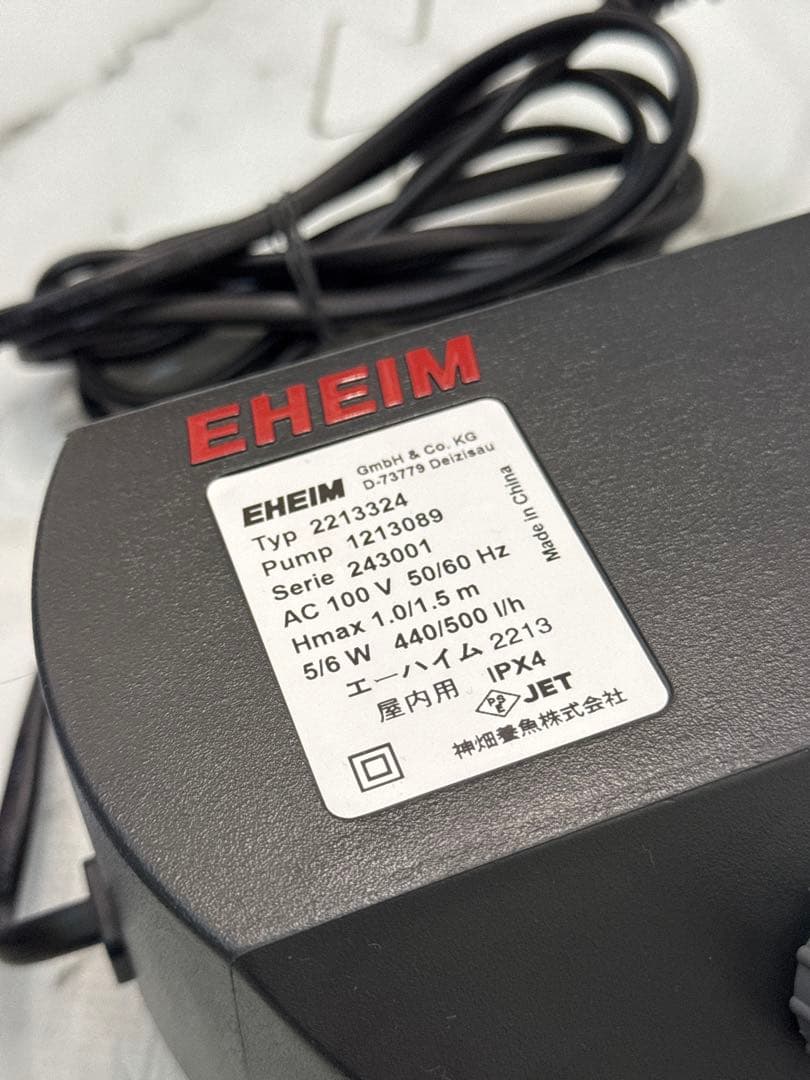 EHEIM
EHEIM GmbH & Co. KG
D-73779 Deizisau
Typ 2213324
Pump 1213089
Serie 243001
AC 100 V 50/60 Hz
Hmax 1.0/1.5 m
5/6 W 440/500 l/h
エーハイム 2213
屋内用 IPX4
PSE JET
神畑養魚株式会社
Made in China